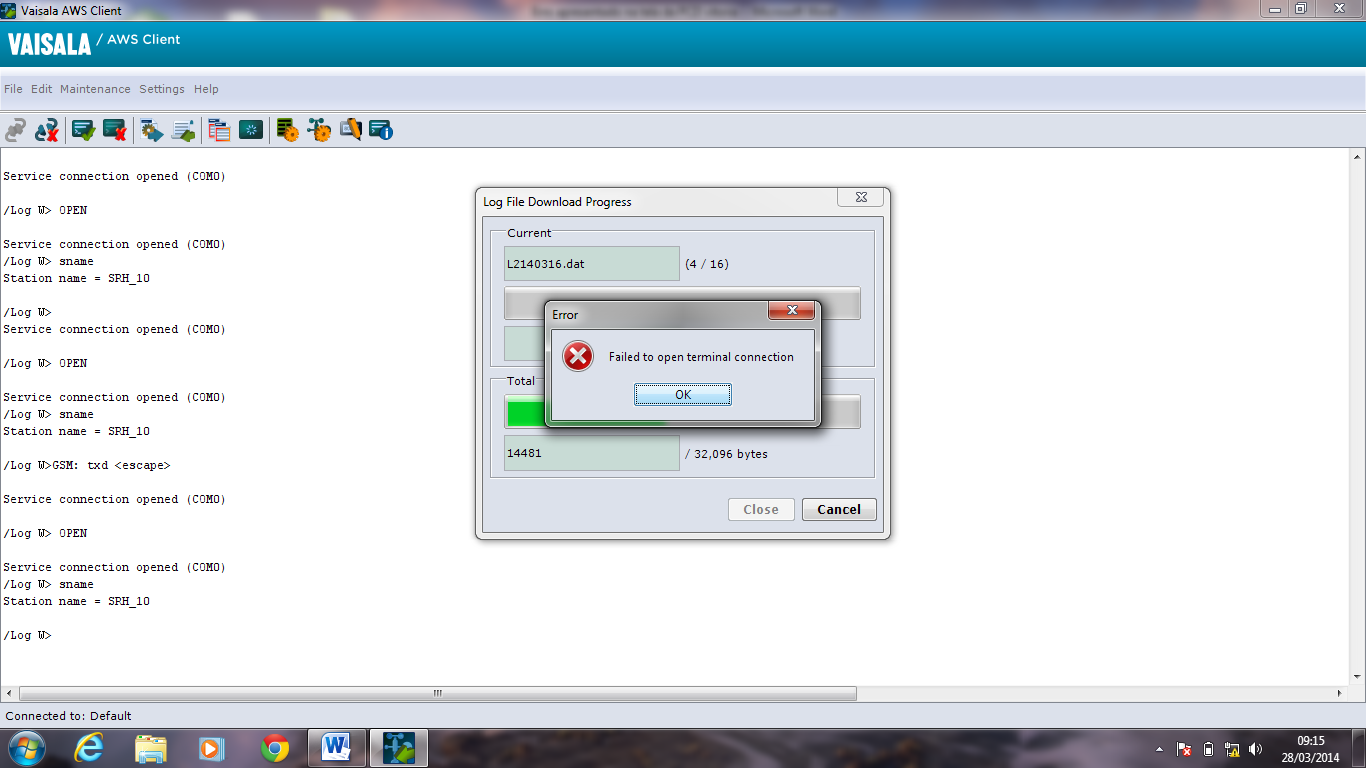 Vaisala AWS Client
VAISALA / AWS Client
File Edit Maintenance Settings Help
Service connection opened (COM0)
/Log W> OPEN
Service connection opened (COM0)
/Log W> sname
Station name = SRH_10
/Log W>
Service connection opened (COM0)
/Log W> OPEN
Service connection opened (COM0)
/Log W> sname
Station name = SRH_10
/Log W>GSM: txd <escape>
Service connection opened (COM0)
/Log W> OPEN
Service connection opened (COM0)
/Log W> sname
Station name = SRH_10
/Log W>
Log File Download Progress
Current
L2140316.dat (4 / 16)
Error
Failed to open terminal connection
OK
Total
14481 / 32,096 bytes
Close Cancel
Connected to: Default
09:15
28/03/2014